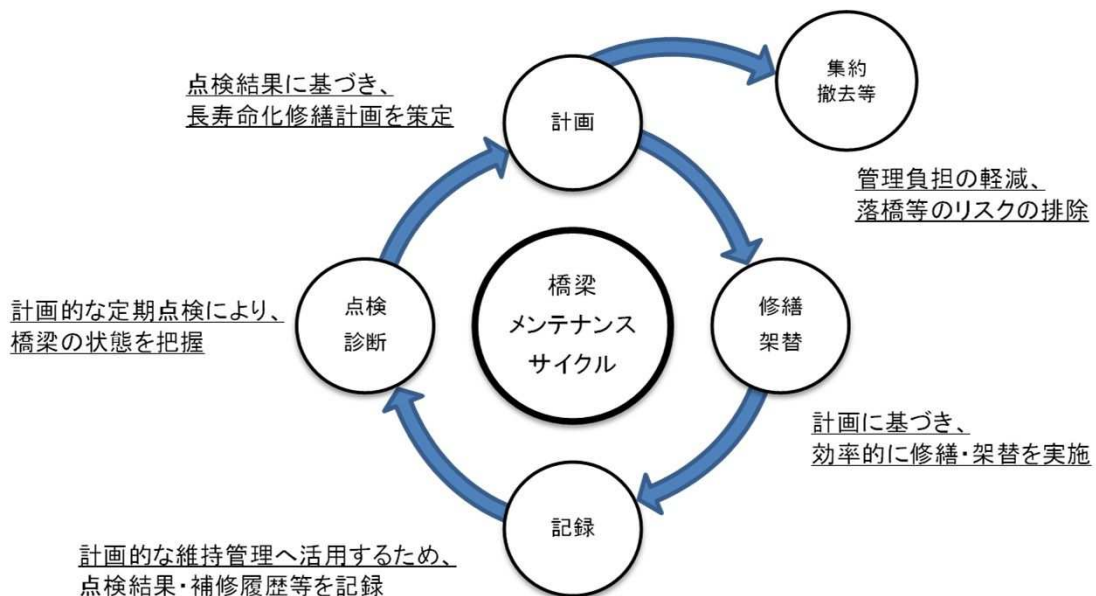 点検結果に基づき、
長寿命化修繕計画を策定
計画
集約
撤去等
管理負担の軽減、
落橋等のリスクの排除
計画的な定期点検により、
橋梁の状態を把握
点検
診断
橋梁
メンテナンス
サイクル
修繕
架替
計画に基づき、
効率的に修繕・架替を実施
記録
計画的な維持管理へ活用するため、
点検結果・補修履歴等を記録